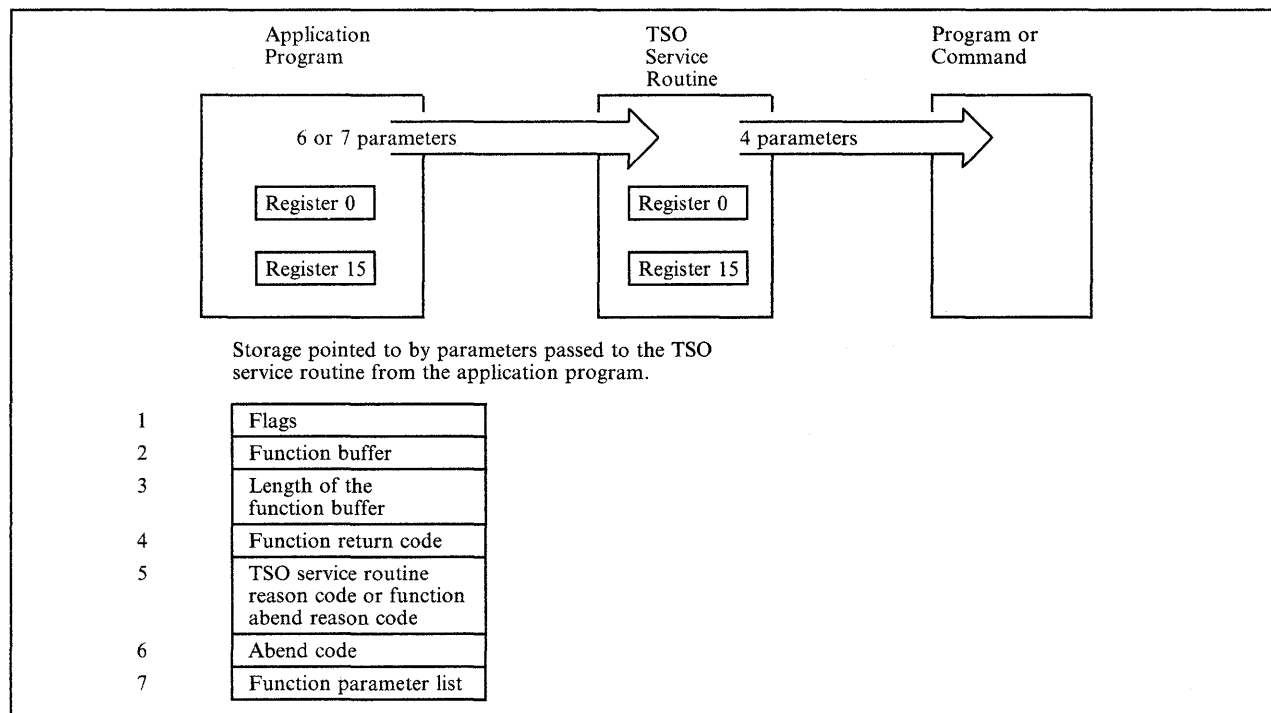 Application
Program
TSO
Service
Routine
Program or
Command
6 or 7 parameters
4 parameters
Register 0
Register 0
Register 15
Register 15
Storage pointed to by parameters passed to the TSO
service routine from the application program.
1 Flags
2 Function buffer
3 Length of the
function buffer
4 Function return code
5 TSO service routine
reason code or function
abend reason code
6 Abend code
7 Function parameter list